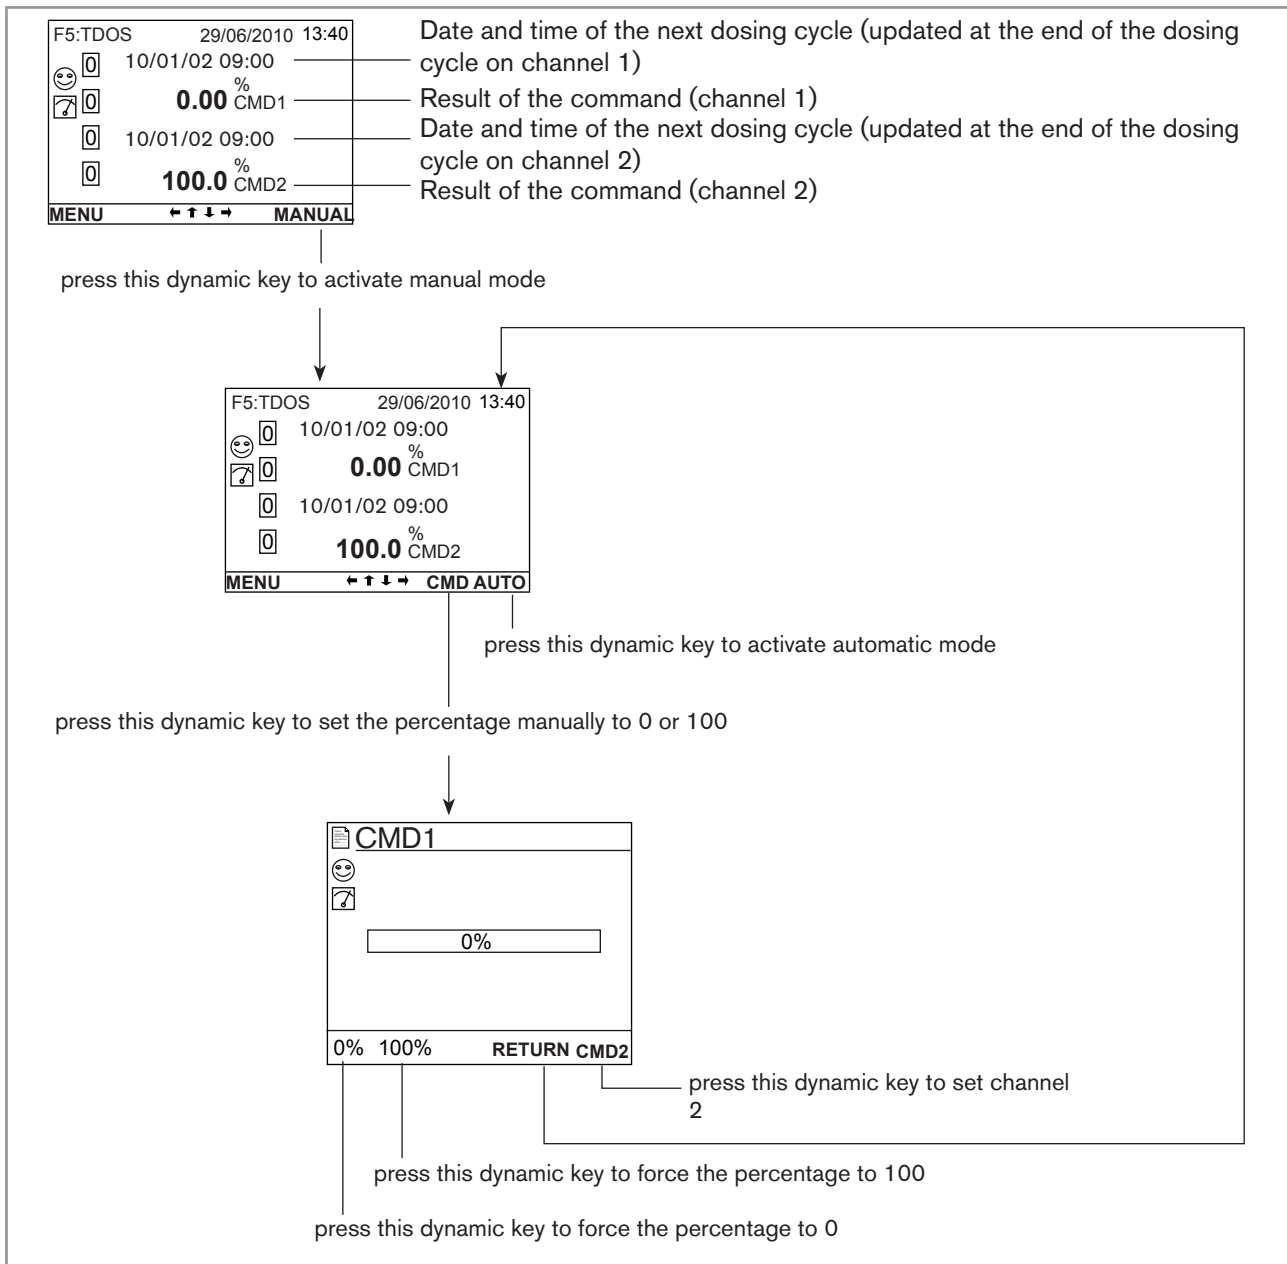 F5:TDOS 29/06/2010 13:40
0 10/01/02 09:00
0 0.00 % CMD1
0 10/01/02 09:00
0 100.0 % CMD2
MENU MANUAL
Date and time of the next dosing cycle (updated at the end of the dosing
cycle on channel 1)
Result of the command (channel 1)
Date and time of the next dosing cycle (updated at the end of the dosing
cycle on channel 2)
Result of the command (channel 2)
press this dynamic key to activate manual mode
F5:TDOS 29/06/2010 13:40
0 10/01/02 09:00
0 0.00 % CMD1
0 10/01/02 09:00
0 100.0 % CMD2
MENU CMD AUTO
press this dynamic key to activate automatic mode
press this dynamic key to set the percentage manually to 0 or 100
CMD1
0%
0% 100% RETURN CMD2
press this dynamic key to set channel
2
press this dynamic key to force the percentage to 100
press this dynamic key to force the percentage to 0